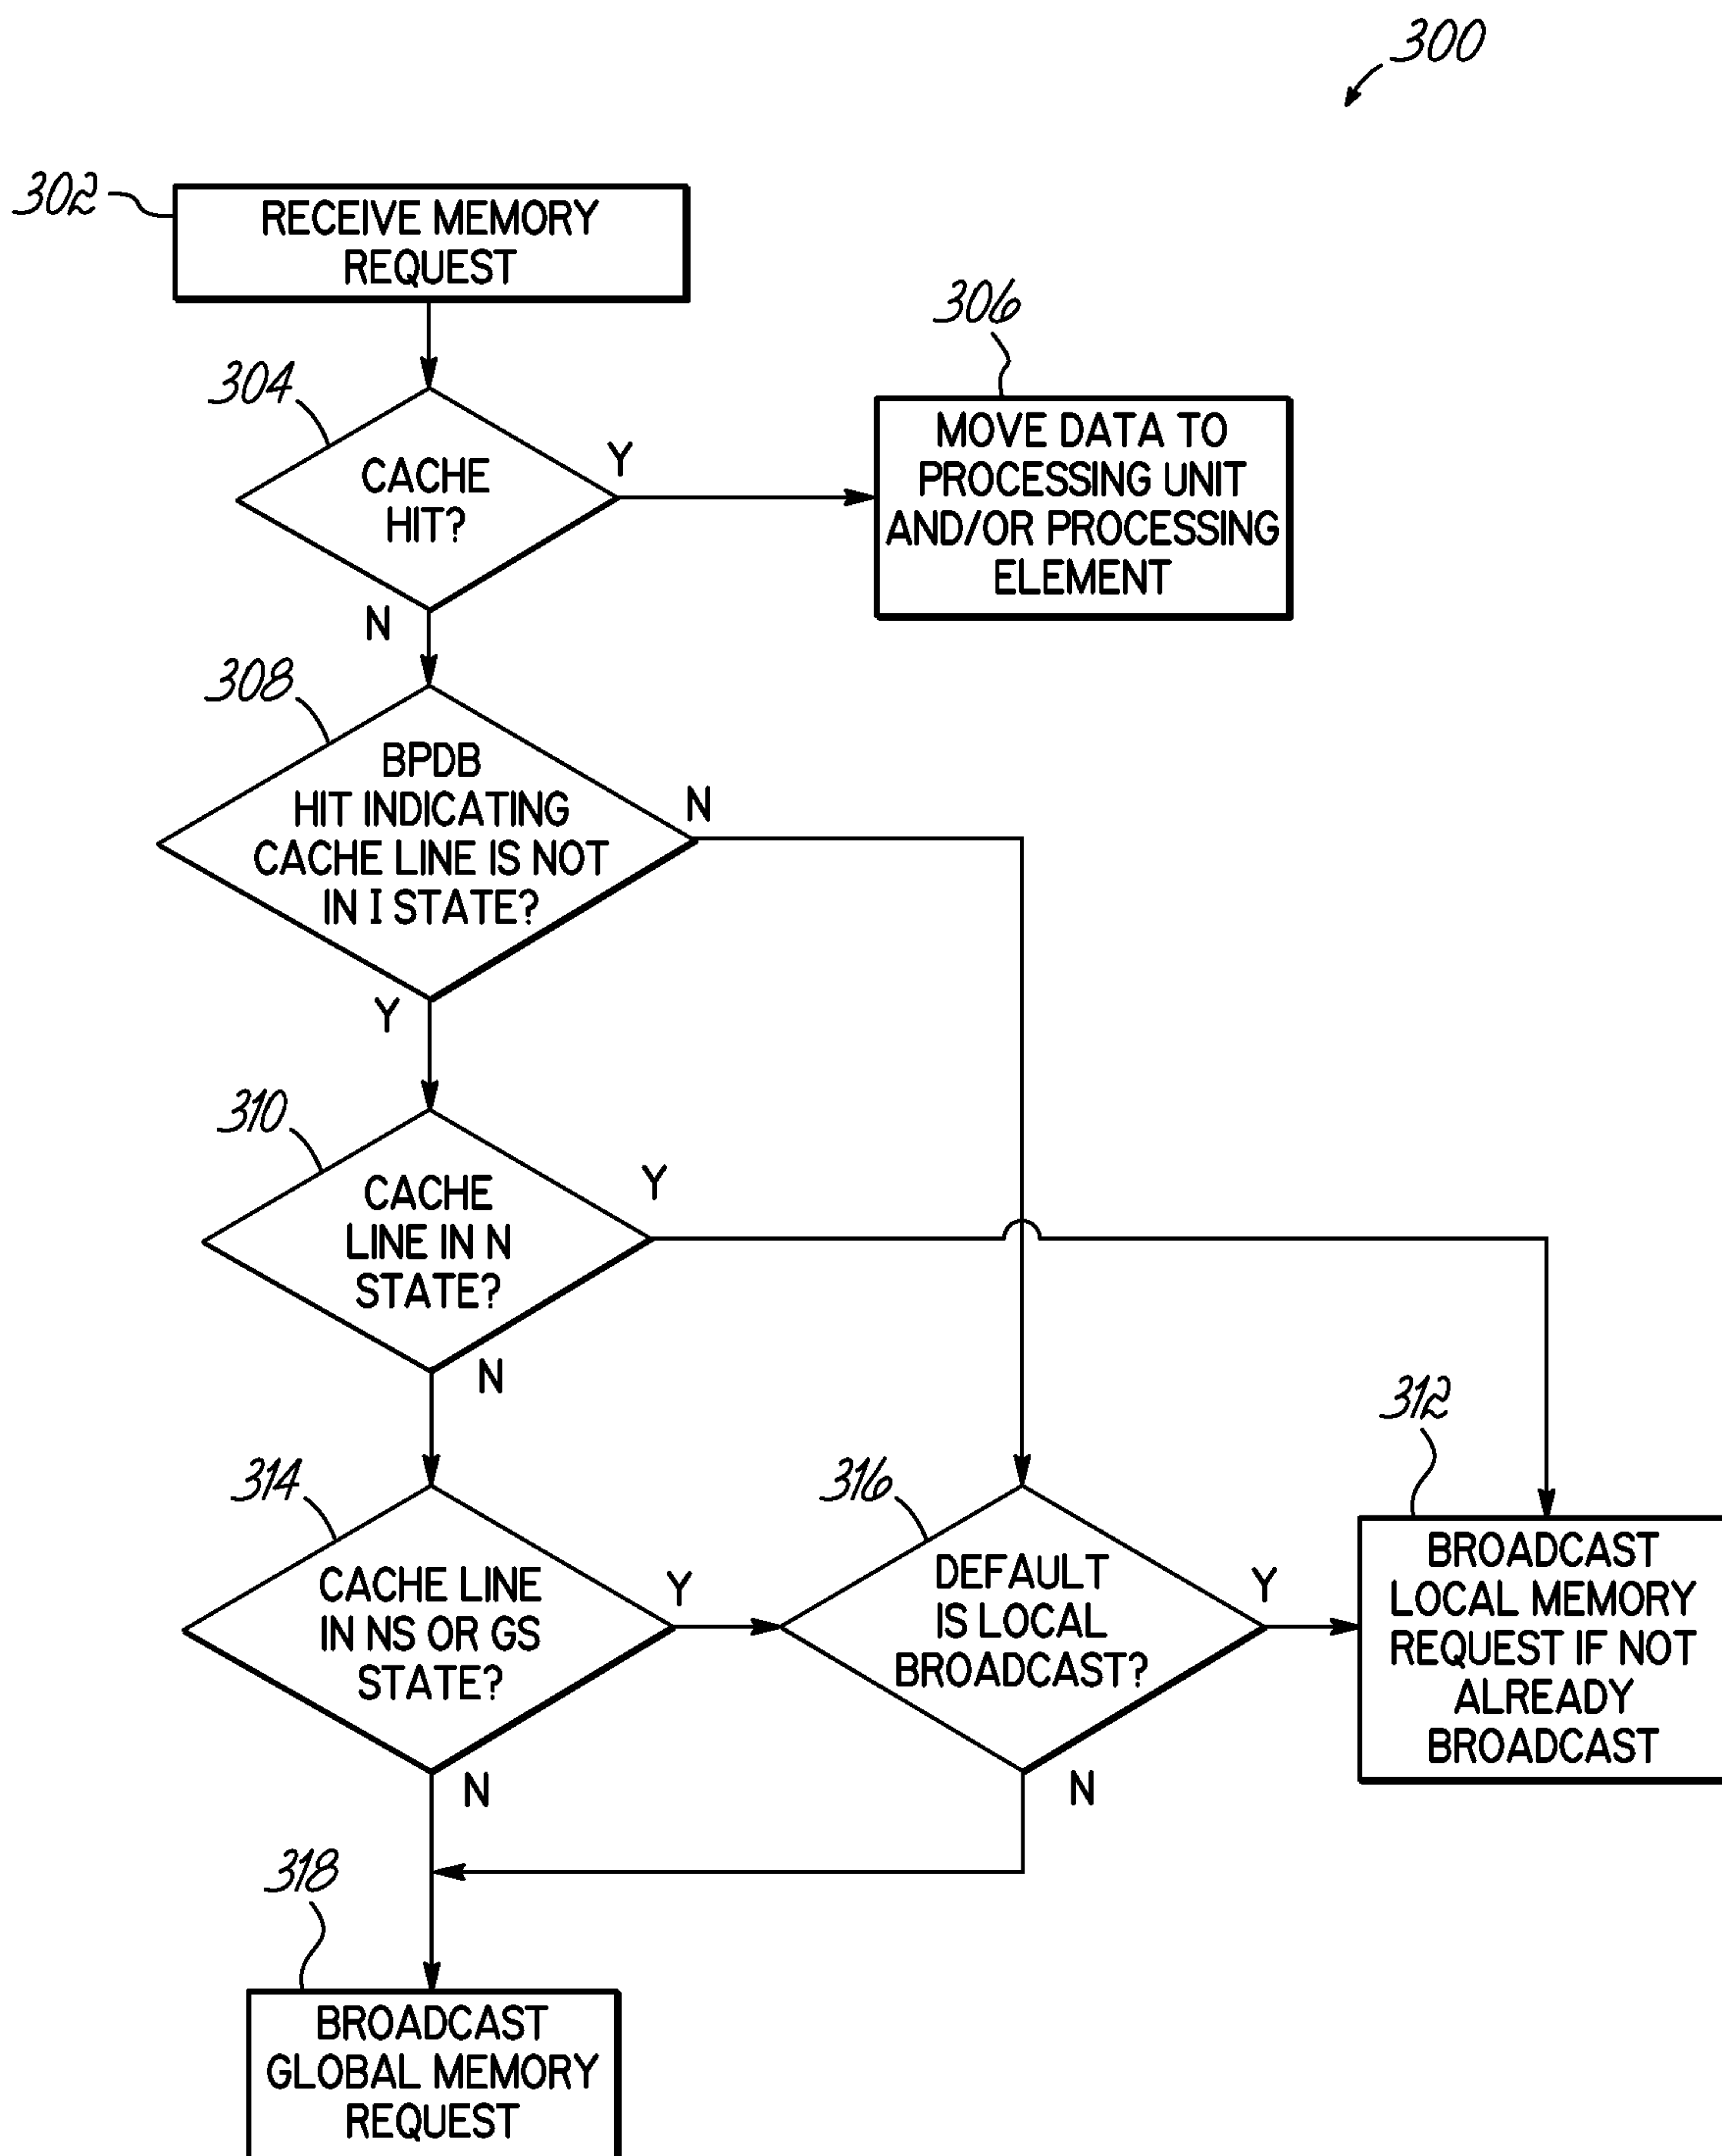 300
302
RECEIVE MEMORY
REQUEST
304
CACHE
HIT?
Y
N
306
MOVE DATA TO
PROCESSING UNIT
AND/OR PROCESSING
ELEMENT
308
BPDB
HIT INDICATING
CACHE LINE IS NOT
IN I STATE?
N
Y
310
CACHE
LINE IN N
STATE?
Y
N
312
BROADCAST
LOCAL MEMORY
REQUEST IF NOT
ALREADY
BROADCAST
314
CACHE LINE
IN NS OR GS
STATE?
Y
N
316
DEFAULT
IS LOCAL
BROADCAST?
Y
N
318
BROADCAST
GLOBAL MEMORY
REQUEST